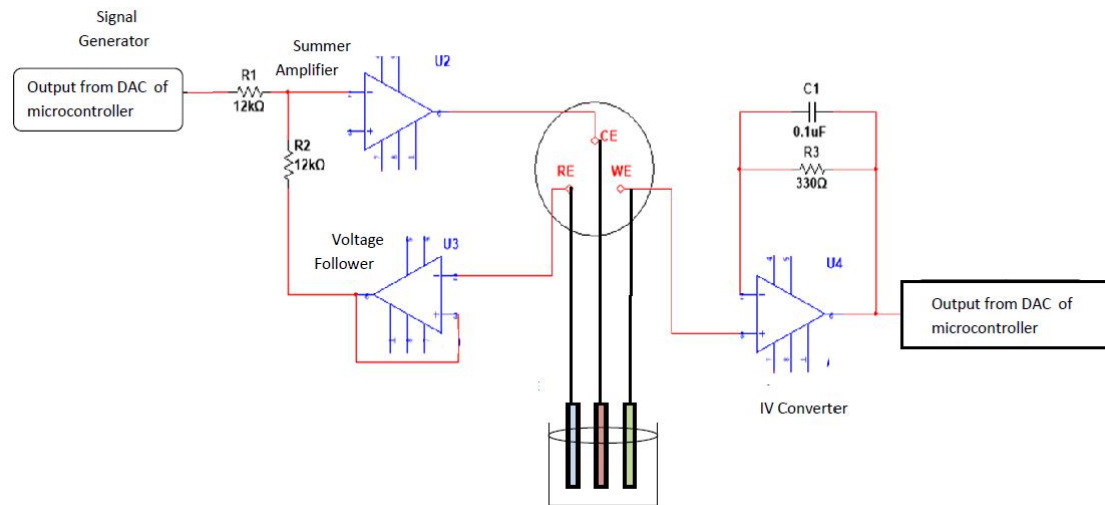 Signal
Generator
Output from DAC of
microcontroller
R1
12kΩ
Summer
Amplifier
U2
R2
12kΩ
CE
RE
WE
Voltage
Follower
U3
C1
0.1uF
R3
330Ω
U4
Output from DAC of
microcontroller
IV Converter